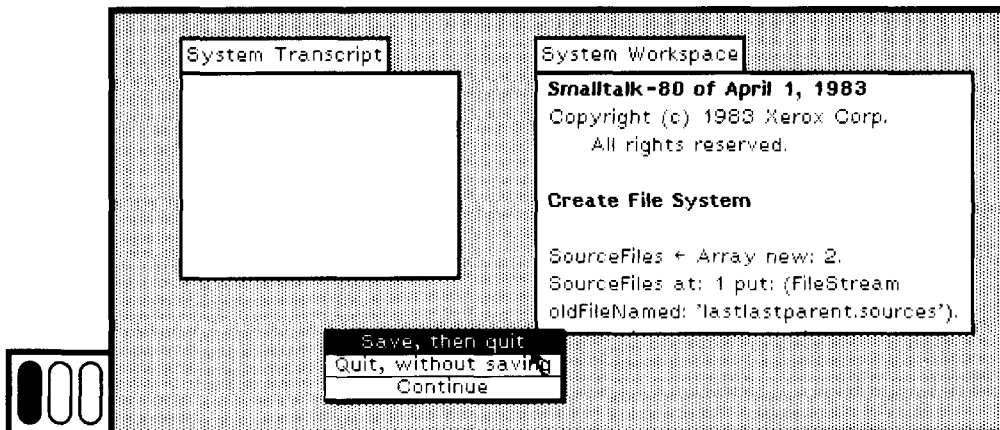 System Transcript
System Workspace
Smalltalk-80 of April 1, 1983
Copyright (c) 1983 Xerox Corp.
All rights reserved.
Create File System
SourceFiles ← Array new: 2.
SourceFiles at: 1 put: (FileStream
oldFileNamed: 'lastlastparent.sources').
Save, then quit
Quit, without saving
Continue